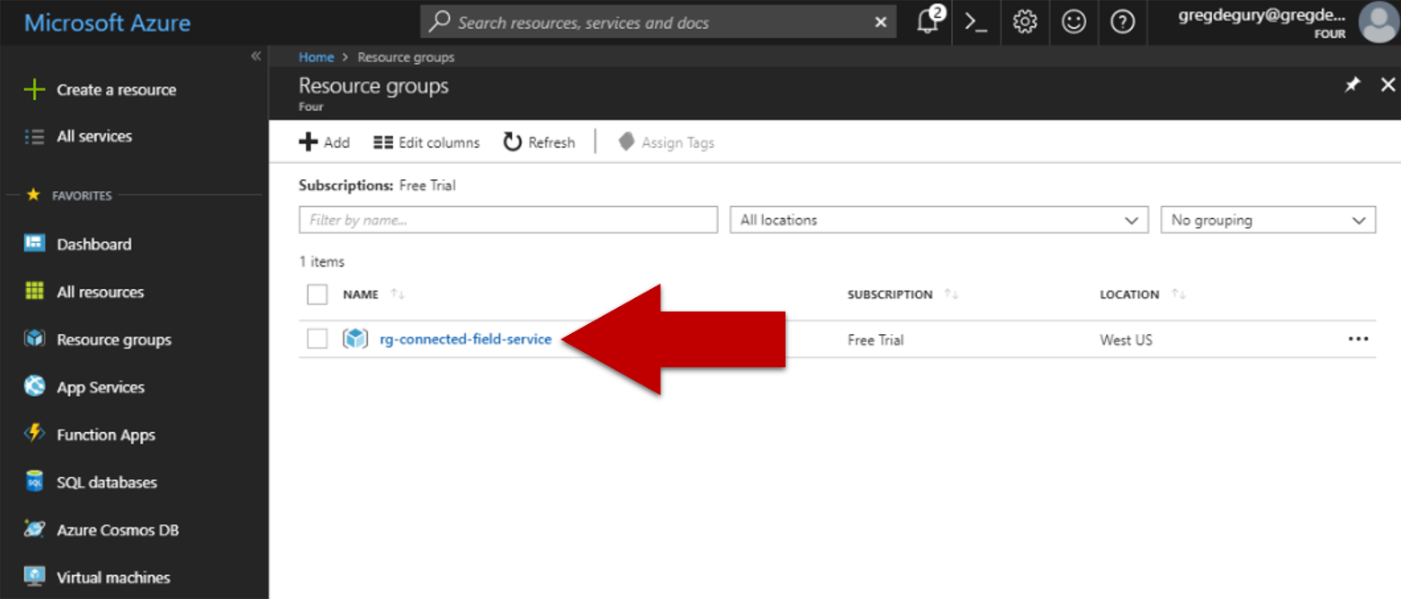 Microsoft Azure
Search resources, services and docs
2
gregdegury@gregde...
FOUR
Create a resource
All services
FAVORITES
Dashboard
All resources
Resource groups
App Services
Function Apps
SQL databases
Azure Cosmos DB
Virtual machines
Home > Resource groups
Resource groups
Four
Add Edit columns Refresh Assign Tags
Subscriptions: Free Trial
Filter by name... All locations No grouping
1 items
NAME SUBSCRIPTION LOCATION
rg-connected-field-service Free Trial West US